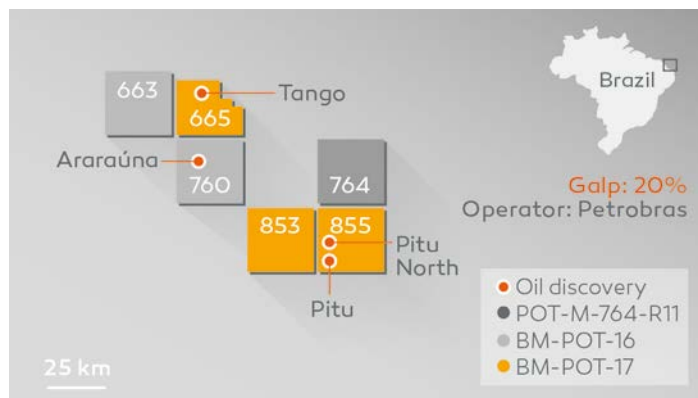 663
Tango
665
Brazil
Araraúna
760
764
Galp: 20%
Operator: Petrobras
853
855
Pitu
North
Pitu
Oil discovery
POT-M-764-R11
BM-POT-16
BM-POT-17
25 km